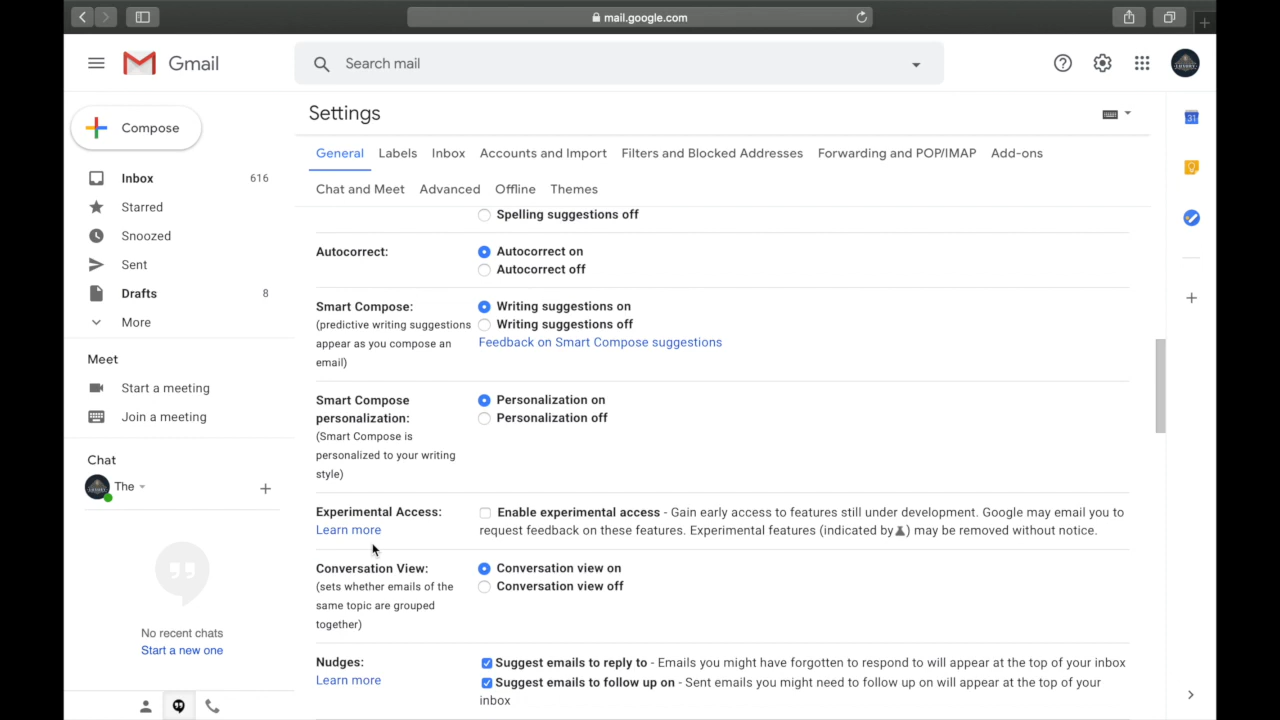 mail.google.com
Gmail
Search mail
Compose
Inbox 616
Starred
Snoozed
Sent
Drafts 8
More
Meet
Start a meeting
Join a meeting
Chat
The
No recent chats
Start a new one
Settings
General Labels Inbox Accounts and Import Filters and Blocked Addresses Forwarding and POP/IMAP Add-ons
Chat and Meet Advanced Offline Themes
Spelling suggestions off
Autocorrect: Autocorrect on
Autocorrect off
Smart Compose: Writing suggestions on
(predictive writing suggestions Writing suggestions off
appear as you compose an Feedback on Smart Compose suggestions
email)
Smart Compose Personalization on
personalization: Personalization off
(Smart Compose is
personalized to your writing
style)
Experimental Access: Enable experimental access - Gain early access to features still under development. Google may email you to
Learn more request feedback on these features. Experimental features (indicated by ) may be removed without notice.
Conversation View: Conversation view on
(sets whether emails of the Conversation view off
same topic are grouped
together)
Nudges: Suggest emails to reply to - Emails you might have forgotten to respond to will appear at the top of your inbox
Learn more Suggest emails to follow up on - Sent emails you might need to follow up on will appear at the top of your
inbox
31